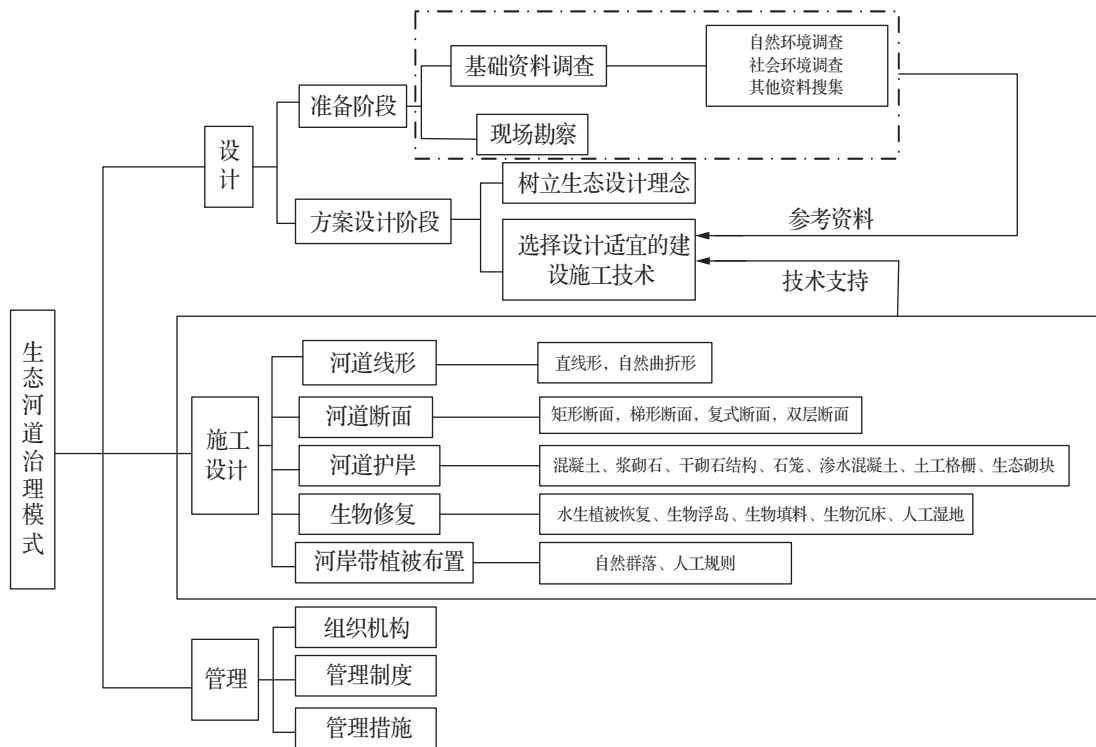 自然环境调查
社会环境调查
其他资料搜集
基础资料调查
准备阶段
现场勘察
设计
树立生态设计理念
方案设计阶段
选择设计适宜的建
设施工技术
参考资料
技术支持
生态河道治理模式
河道线形
直线形，自然曲折形
河道断面
矩形断面，梯形断面，复式断面，双层断面
施工
设计
河道护岸
混凝土、浆砌石、干砌石结构、石笼、渗水混凝土、土工格栅、生态砌块
生物修复
水生植被恢复、生物浮岛、生物填料、生物沉床、人工湿地
河岸带植被布置
自然群落、人工规则
组织机构
管理
管理制度
管理措施